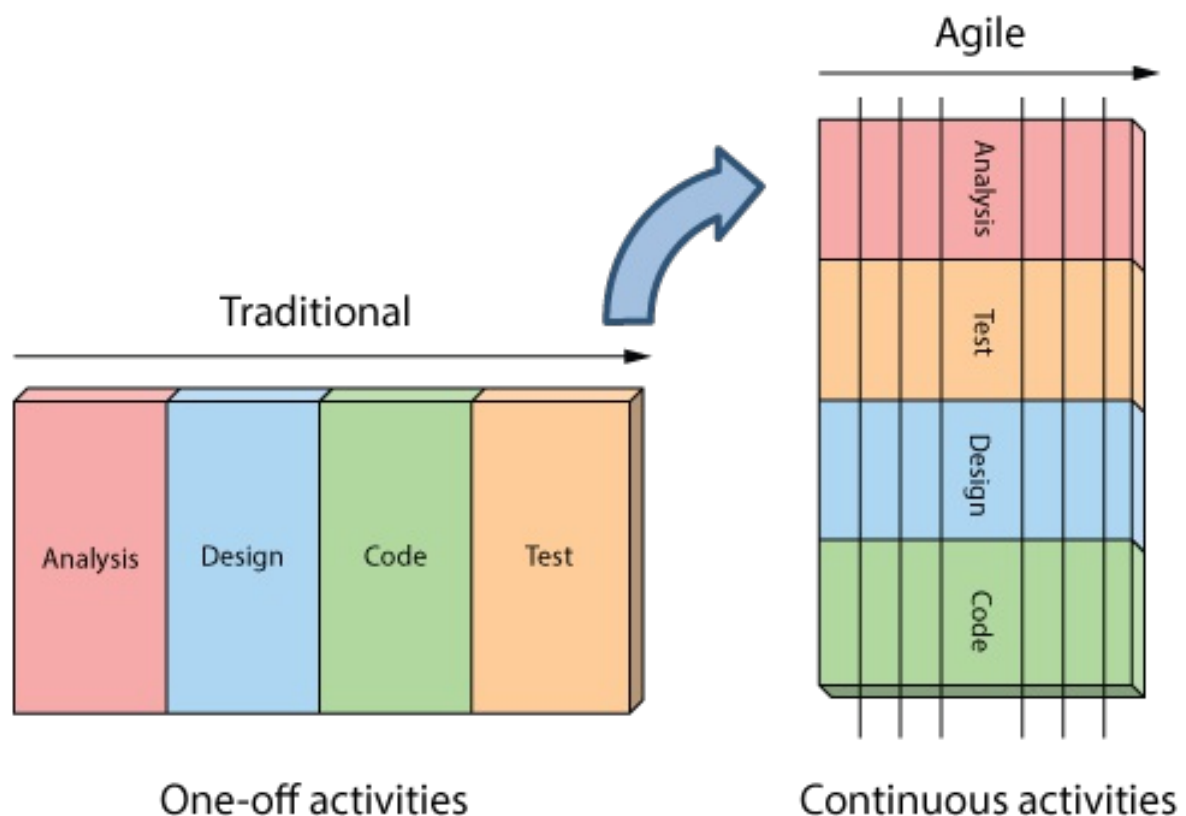 Agile
Analysis
Test
Design
Code
Traditional
Analysis
Design
Code
Test
One-off activities
Continuous activities